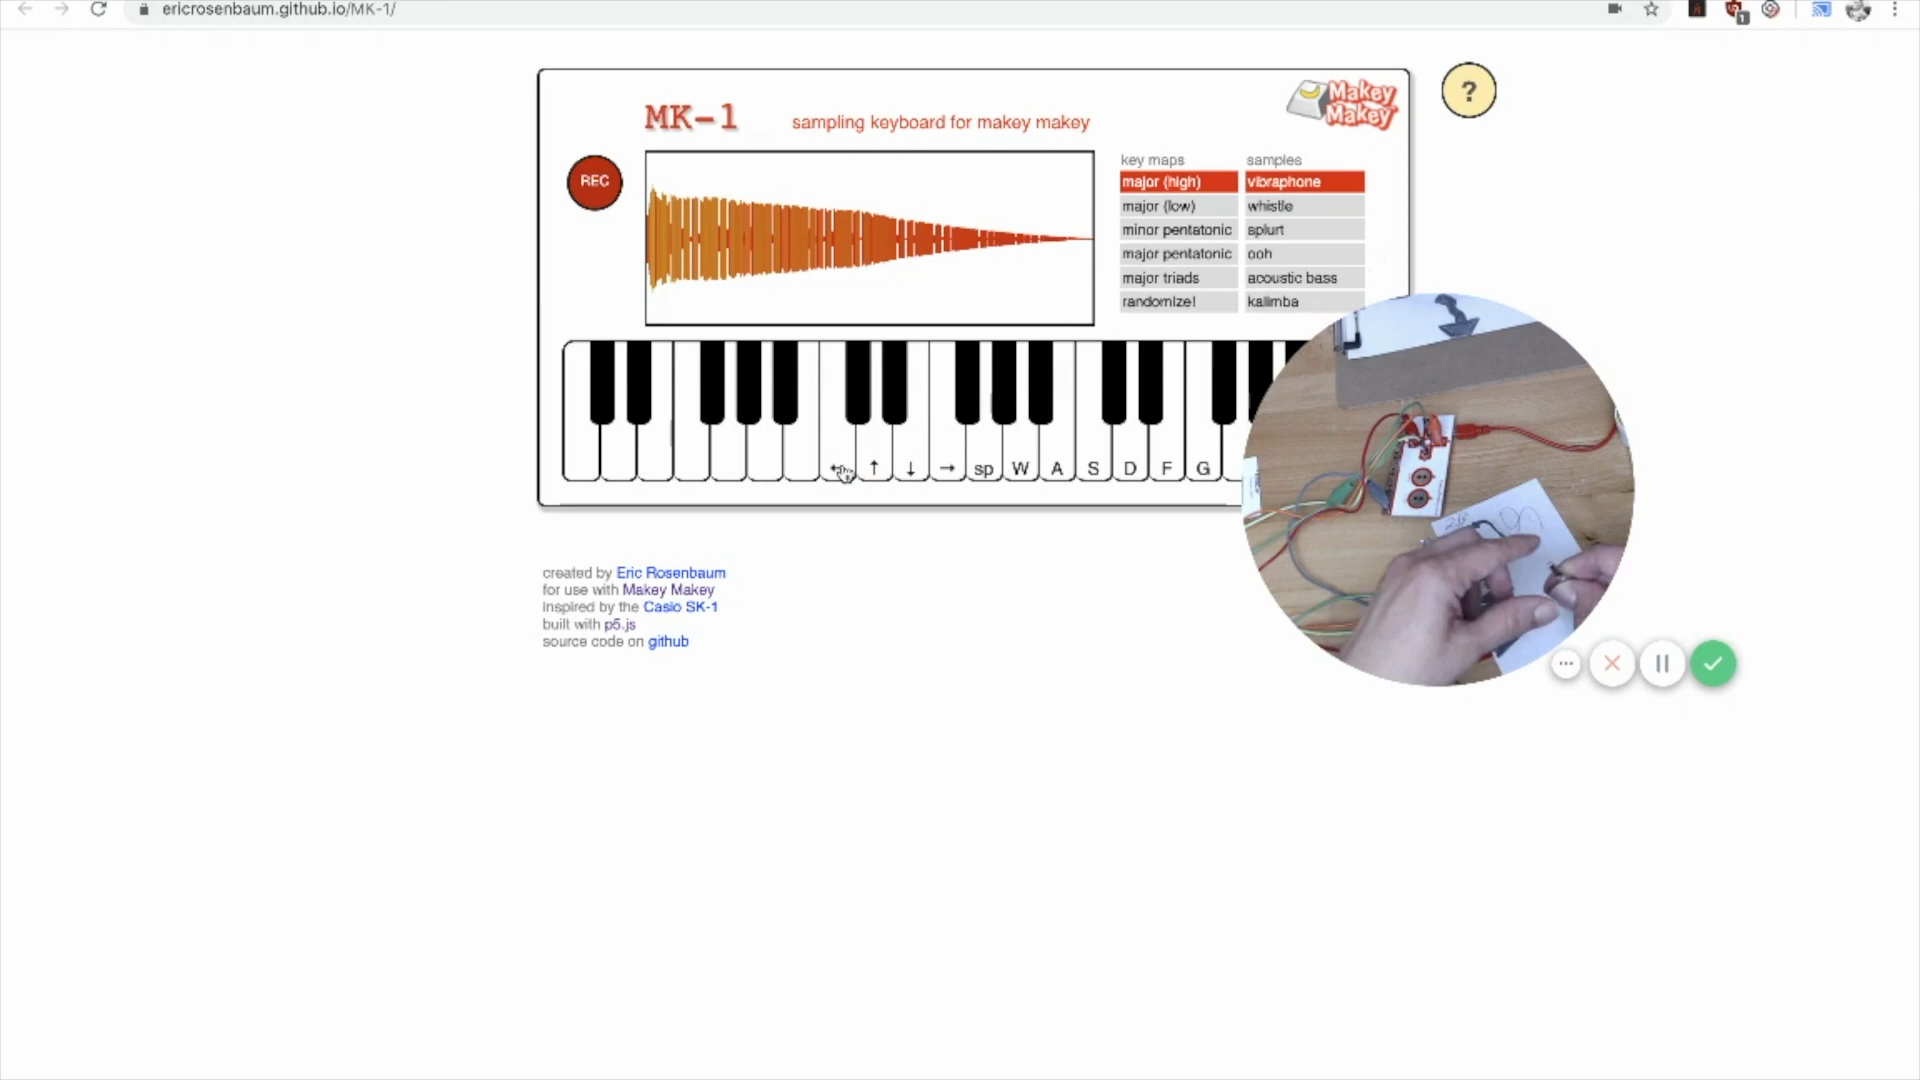 ericrosenbaum.github.io/MK-1/
1
?
MK-1
sampling keyboard for makey makey
Makey
Makey
REC
key maps
samples
major (high)
vibraphone
major (low)
whistle
minor pentatonic
splurt
major pentatonic
ooh
major triads
acoustic bass
randomize!
kalimba
← ↑ ↓ → sp W A S D F G
created by Eric Rosenbaum
for use with Makey Makey
inspired by the Casio SK-1
built with p5.js
source code on github